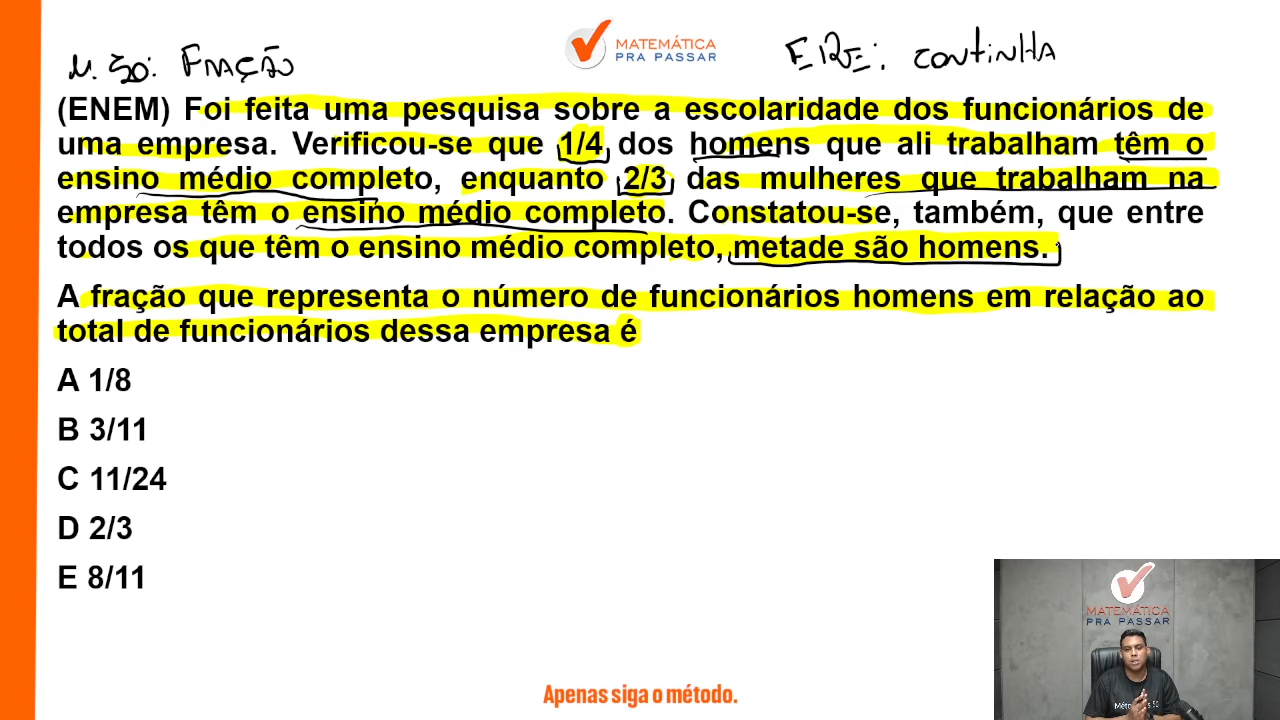 M. 50: FRAÇÃO
MATEMÁTICA
PRA PASSAR
ERE: CONTINHA
(ENEM) Foi feita uma pesquisa sobre a escolaridade dos funcionários de
uma empresa. Verificou-se que 1/4 dos homens que ali trabalham têm o
ensino médio completo, enquanto 2/3 das mulheres que trabalham na
empresa têm o ensino médio completo. Constatou-se, também, que entre
todos os que têm o ensino médio completo, metade são homens.
A fração que representa o número de funcionários homens em relação ao
total de funcionários dessa empresa é
A 1/8
B 3/11
C 11/24
D 2/3
E 8/11
MATEMÁTICA
PRA PASSAR
50
Apenas siga o método.